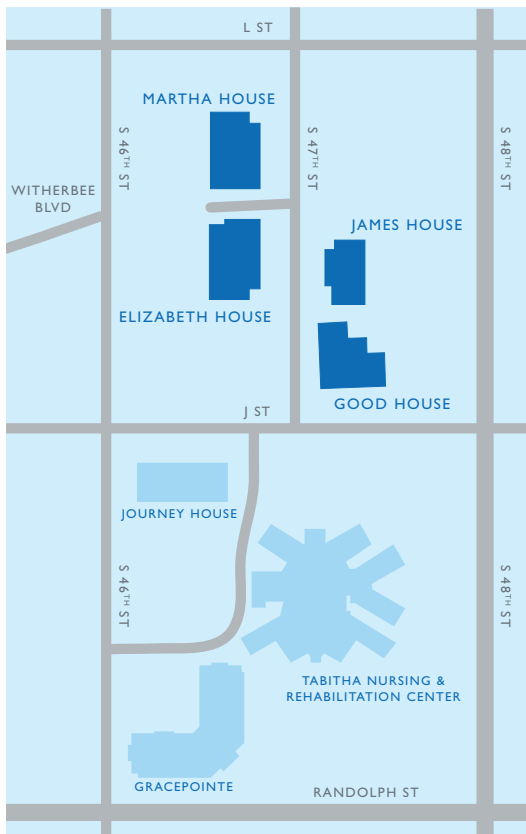 L ST
MARTHA HOUSE
S 46TH ST
S 47TH ST
S 48TH ST
WITHERBEE
BLVD
JAMES HOUSE
ELIZABETH HOUSE
GOOD HOUSE
J ST
JOURNEY HOUSE
S 46TH ST
S 48TH ST
TABITHA NURSING &
REHABILITATION CENTER
GRACEPOINTE
RANDOLPH ST